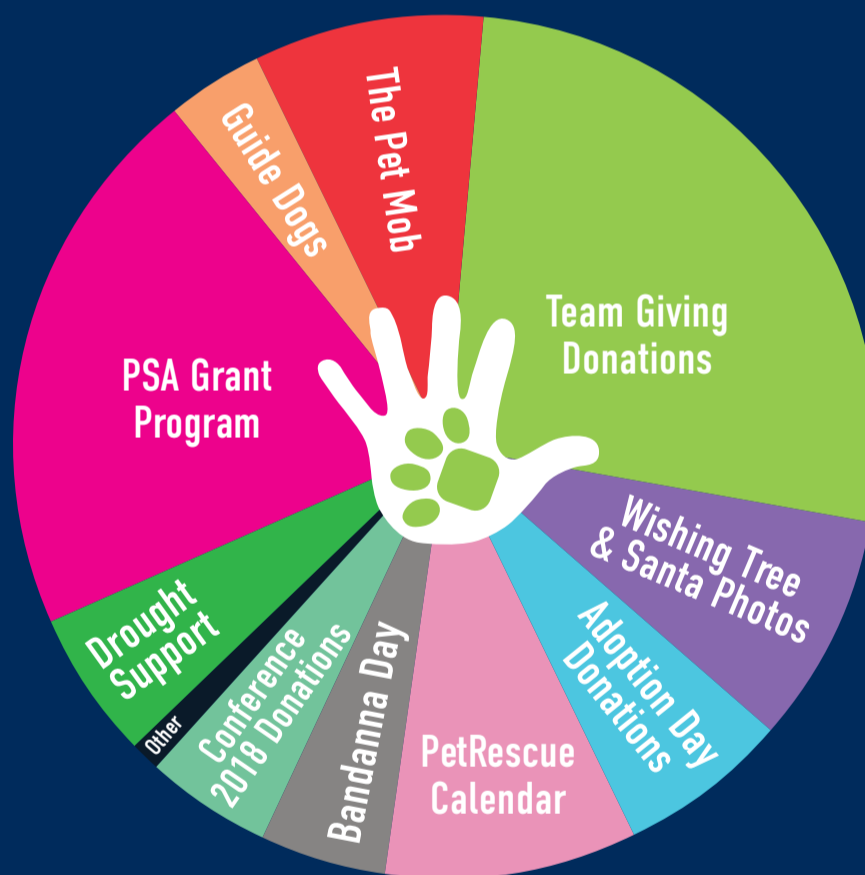 The Pet Mob
Guide Dogs
Team Giving
Donations
PSA Grant
Program
Wishing Tree
& Santa Photos
Drought
Support
Adoption Day
Donations
Other
Conference
2018 Donations
Bandanna Day
PetRescue
Calendar